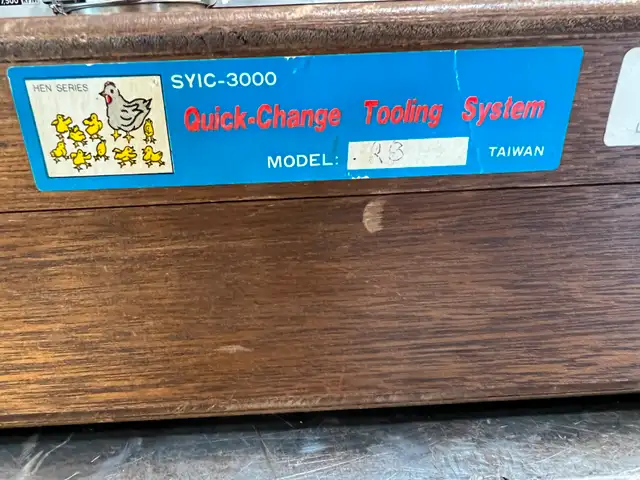 HEN SERIES
SYIC-3000
Quick-Change Tooling System
MODEL:
TAIWAN